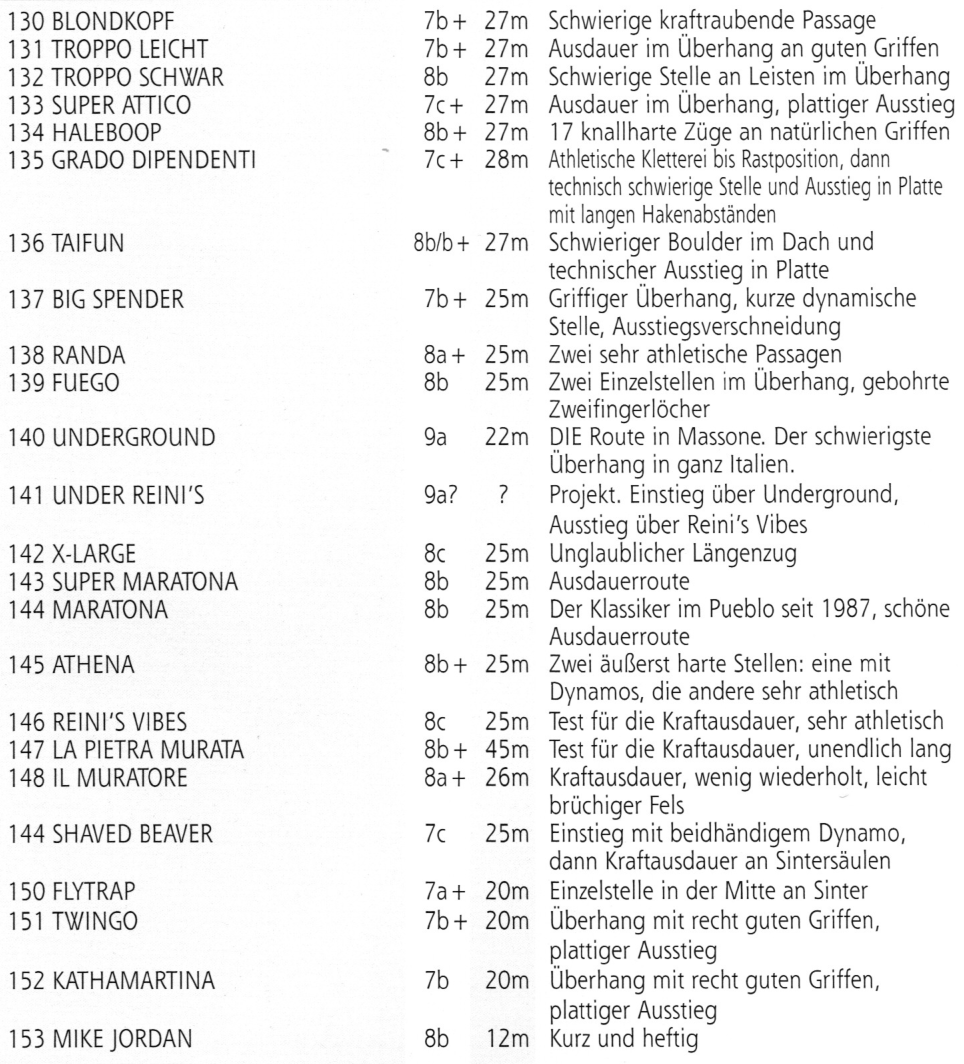 130 BLONDKOPF 7b+ 27m Schwierige kraftraubende Passage
131 TROPPO LEICHT 7b+ 27m Ausdauer im Überhang an guten Griffen
132 TROPPO SCHWAR 8b 27m Schwierige Stelle an Leisten im Überhang
133 SUPER ATTICO 7c+ 27m Ausdauer im Überhang, plattiger Ausstieg
134 HALEBOOP 8b+ 27m 17 knallharte Züge an natürlichen Griffen
135 GRADO DIPENDENTI 7c+ 28m Athletische Kletterei bis Rastposition, dann
technisch schwierige Stelle und Ausstieg in Platte
mit langen Hakenabständen
136 TAIFUN 8b/b+ 27m Schwieriger Boulder im Dach und
technischer Ausstieg in Platte
137 BIG SPENDER 7b+ 25m Griffiger Überhang, kurze dynamische
Stelle, Ausstiegsverschneidung
138 RANDA 8a+ 25m Zwei sehr athletische Passagen
139 FUEGO 8b 25m Zwei Einzelstellen im Überhang, gebohrte
Zweifingerlöcher
140 UNDERGROUND 9a 22m DIE Route in Massone. Der schwierigste
Überhang in ganz Italien.
141 UNDER REINI'S 9a? ? Projekt. Einstieg über Underground,
Ausstieg über Reini's Vibes
142 X-LARGE 8c 25m Unglaublicher Längenzug
143 SUPER MARATONA 8b 25m Ausdauerroute
144 MARATONA 8b 25m Der Klassiker im Pueblo seit 1987, schöne
Ausdauerroute
145 ATHENA 8b+ 25m Zwei äußerst harte Stellen: eine mit
Dynamos, die andere sehr athletisch
146 REINI'S VIBES 8c 25m Test für die Kraftausdauer, sehr athletisch
147 LA PIETRA MURATA 8b+ 45m Test für die Kraftausdauer, unendlich lang
148 IL MURATORE 8a+ 26m Kraftausdauer, wenig wiederholt, leicht
brüchiger Fels
144 SHAVED BEAVER 7c 25m Einstieg mit beidhändigem Dynamo,
dann Kraftausdauer an Sintersäulen
150 FLYTRAP 7a+ 20m Einzelstelle in der Mitte an Sinter
151 TWINGO 7b+ 20m Überhang mit recht guten Griffen,
plattiger Ausstieg
152 KATHAMARTINA 7b 20m Überhang mit recht guten Griffen,
plattiger Ausstieg
153 MIKE JORDAN 8b 12m Kurz und heftig